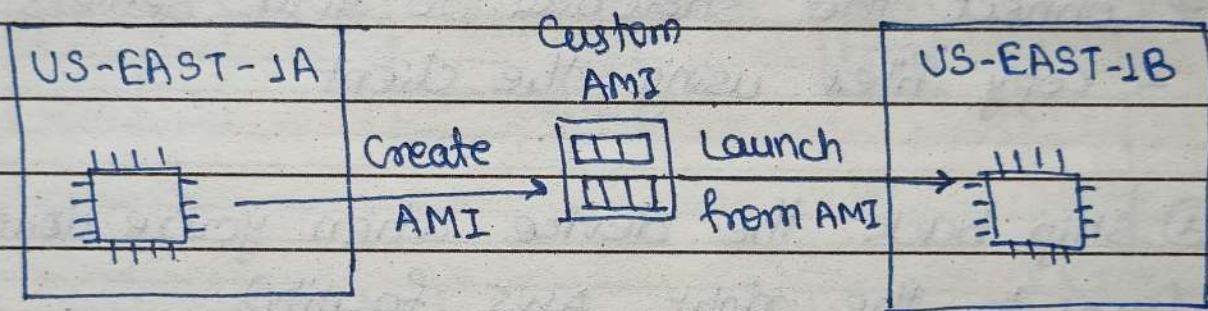 US-EAST-1A
Custom
AMI
US-EAST-1B
Create
AMI
Launch
from AMI